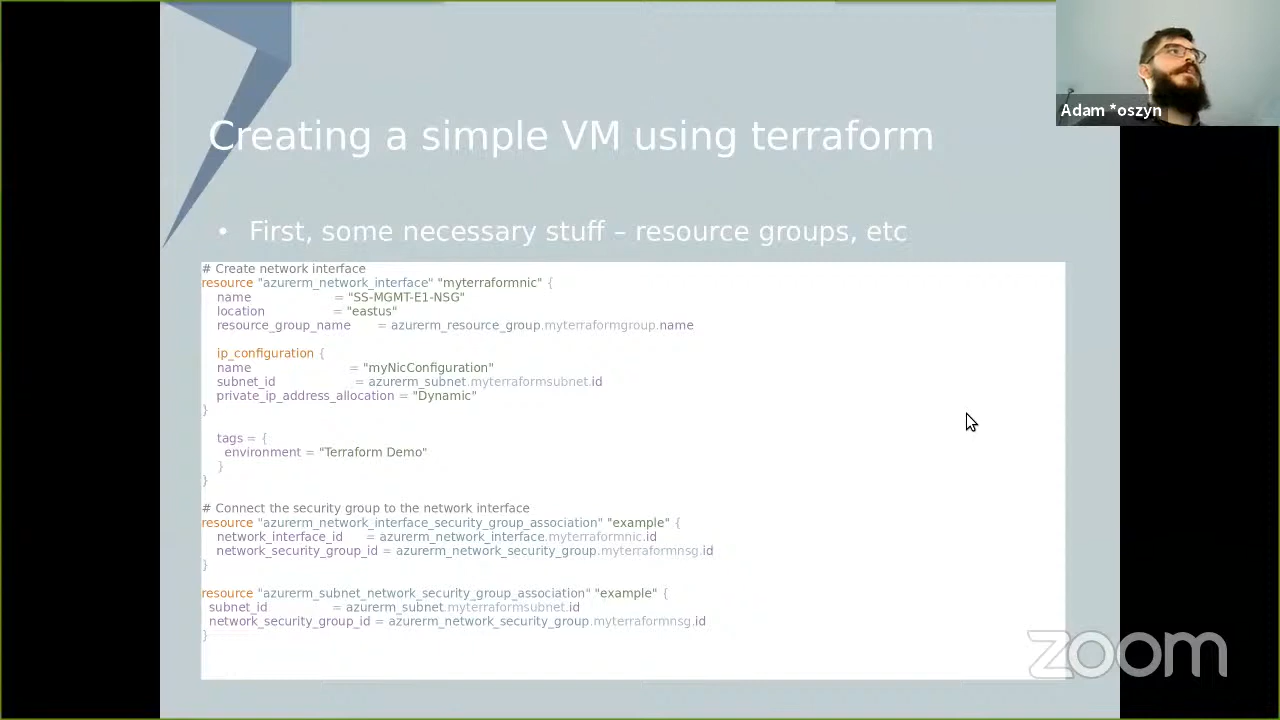 Creating a simple VM using terraform
• First, some necessary stuff – resource groups, etc
# Create network interface
resource "azurerm_network_interface" "myterraformnic" {
    name                      = "SS-MGMT-E1-NSG"
    location                  = "eastus"
    resource_group_name       = azurerm_resource_group.myterraformgroup.name

    ip_configuration {
    name                          = "myNicConfiguration"
    subnet_id                     = azurerm_subnet.myterraformsubnet.id
    private_ip_address_allocation = "Dynamic"
}

    tags = {
      environment = "Terraform Demo"
    }
}

# Connect the security group to the network interface
resource "azurerm_network_interface_security_group_association" "example" {
    network_interface_id      = azurerm_network_interface.myterraformnic.id
    network_security_group_id = azurerm_network_security_group.myterraformnsg.id
}

resource "azurerm_subnet_network_security_group_association" "example" {
  subnet_id                 = azurerm_subnet.myterraformsubnet.id
  network_security_group_id = azurerm_network_security_group.myterraformnsg.id
}
Adam *oszyn
zoom